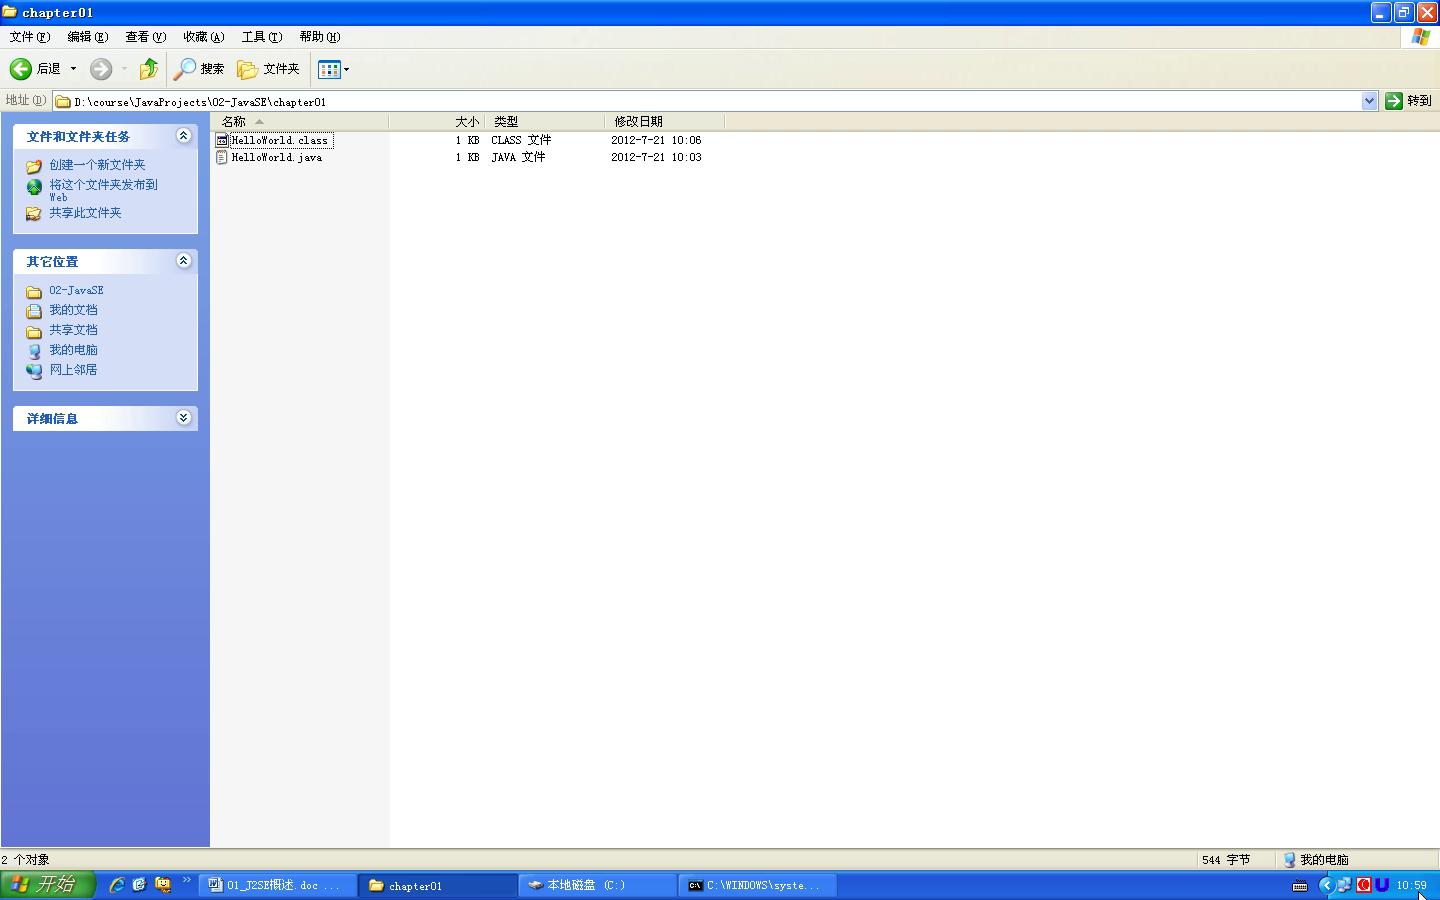 chapter01
文件(F) 编辑(E) 查看(V) 收藏(A) 工具(T) 帮助(H)
后退 搜索 文件夹
地址(D) D:\course\JavaProjects\02-JavaSE\chapter01 转到
文件和文件夹任务
创建一个新文件夹
将这个文件夹发布到
Web
共享此文件夹
其它位置
02-JavaSE
我的文档
共享文档
我的电脑
网上邻居
详细信息
名称 大小 类型 修改日期
HelloWorld.class 1 KB CLASS 文件 2012-7-21 10:06
HelloWorld.java 1 KB JAVA 文件 2012-7-21 10:03
2 个对象 544 字节 我的电脑
开始 01_J2SE概述.doc ... chapter01 本地磁盘 (C:) C:\WINDOWS\syste... 10:59